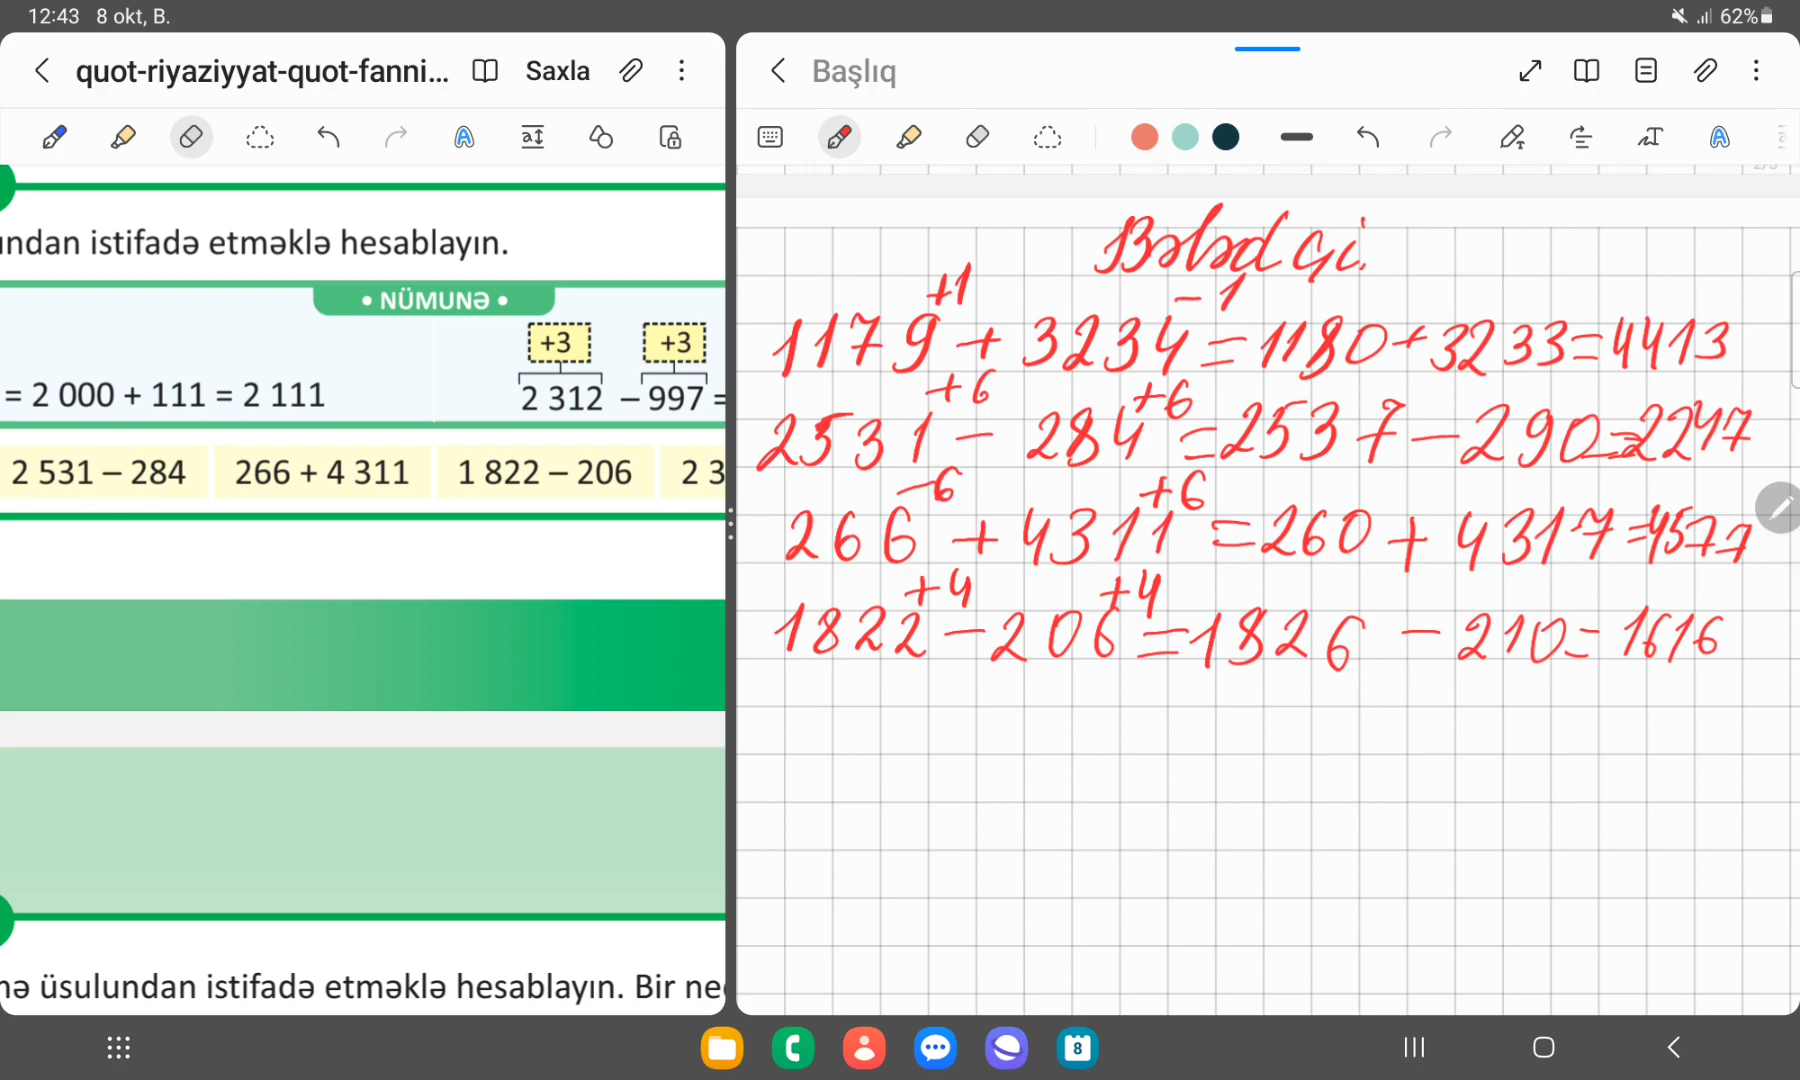 12:43 8 okt, B.
62%
quot-riyaziyyat-quot-fanni...
Saxla
ından istifadə etməklə hesablayın.
• NÜMUNƏ •
+3 +3
= 2 000 + 111 = 2 111
2 312 – 997 =
2 531 – 284
266 + 4 311
1 822 – 206
2 3
ə üsulundan istifadə etməklə hesablayın. Bir ne
Başlıq
Bələdçi.
+1 -1
1179 + 3234 = 1180 + 3233 = 4413
+6 +6
2531 - 284 = 2537 - 290 = 2247
-6 +6
266 + 4311 = 260 + 4317 = 4577
+4 +4
1822 - 206 = 1826 - 210 = 1616
8